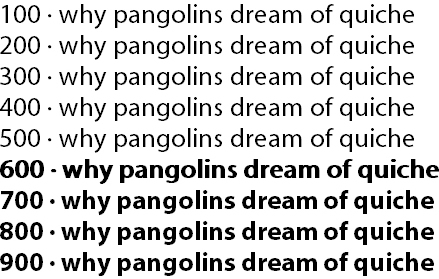 100 · why pangolins dream of quiche
200 · why pangolins dream of quiche
300 · why pangolins dream of quiche
400 · why pangolins dream of quiche
500 · why pangolins dream of quiche
600 · why pangolins dream of quiche
700 · why pangolins dream of quiche
800 · why pangolins dream of quiche
900 · why pangolins dream of quiche